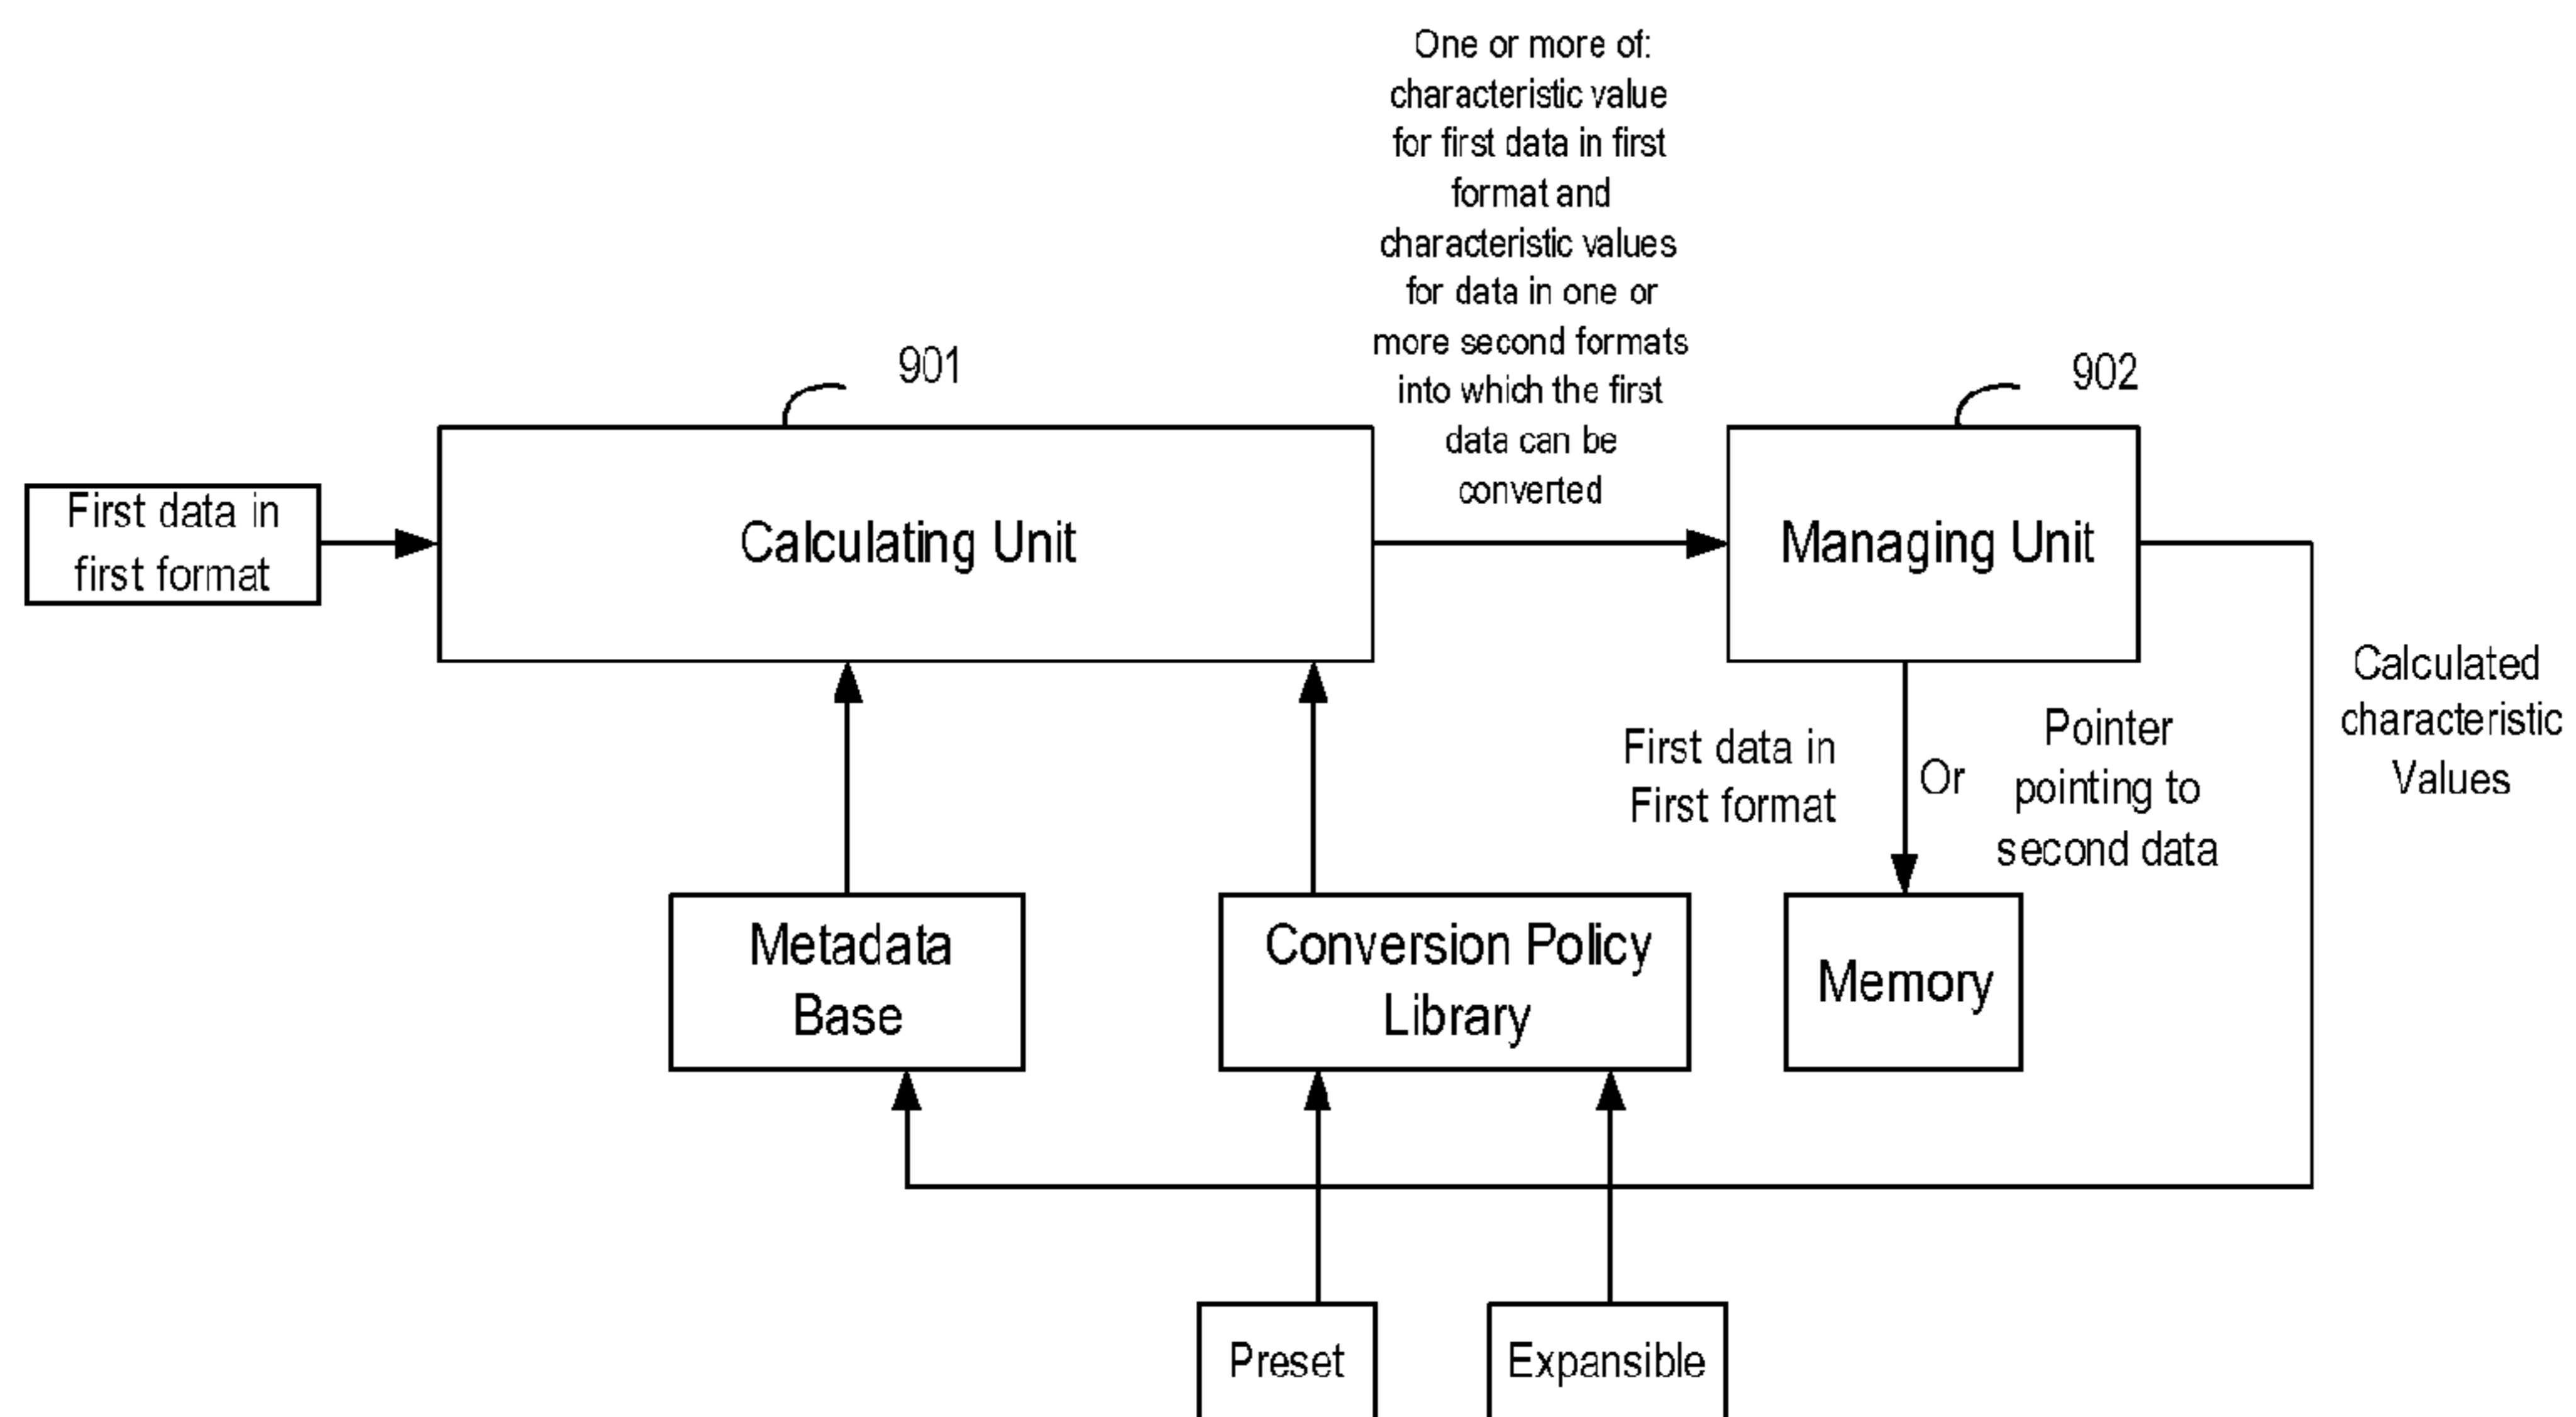 One or more of:
characteristic value
for first data in first
format and
characteristic values
for data in one or
more second formats
into which the first
data can be
converted
901
902
First data in
first format
Calculating Unit
Managing Unit
Calculated
characteristic
Values
First data in
First format
Or
Pointer
pointing to
second data
Metadata
Base
Conversion Policy
Library
Memory
Preset
Expansible